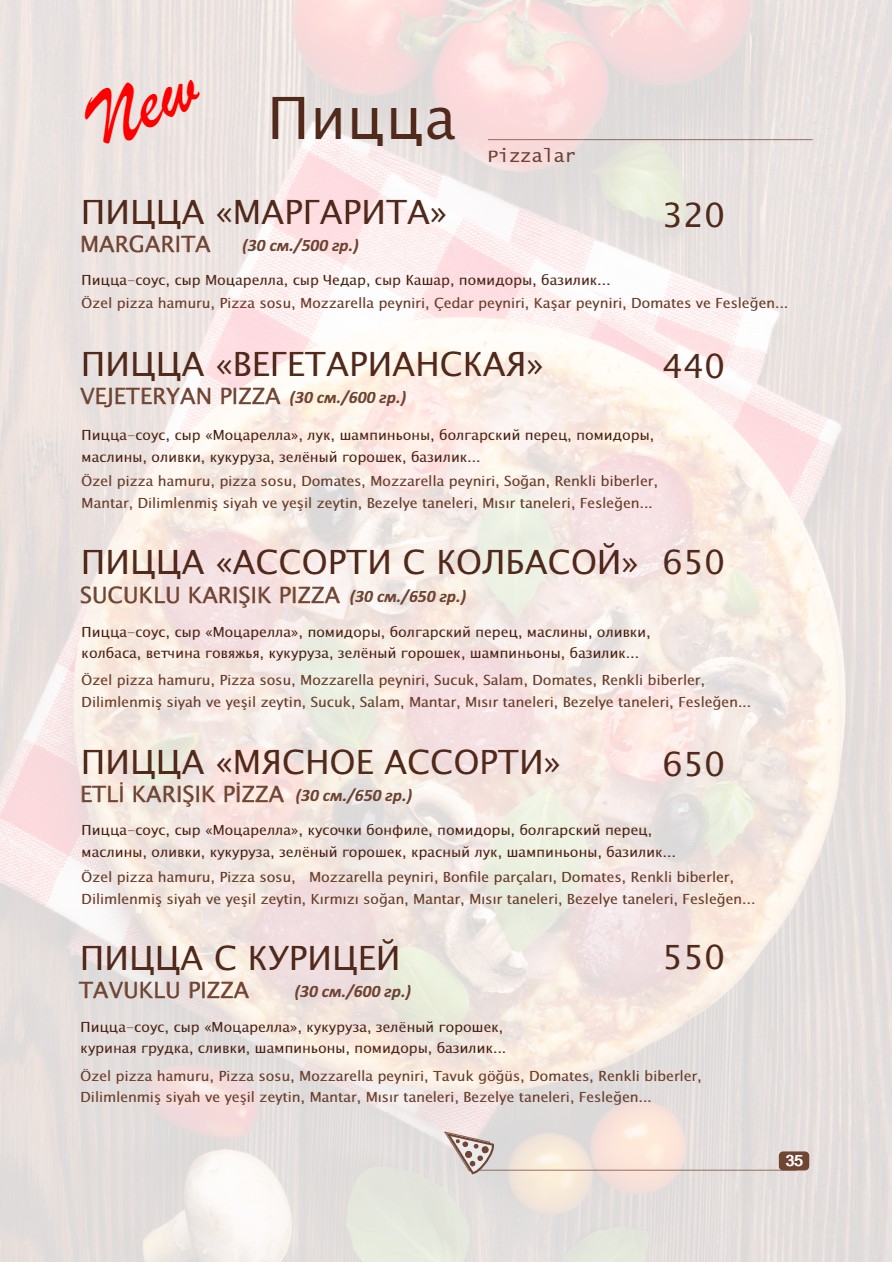 New
Пицца
Pizzalar
ПИЦЦА «МАРГАРИТА» 320
MARGARITA (30 см./500 гр.)
Пицца-соус, сыр Моцарелла, сыр Чедар, сыр Кашар, помидоры, базилик...
Özel pizza hamuru, Pizza sosu, Mozzarella peyniri, Çedar peyniri, Kaşar peyniri, Domates ve Fesleğen...
ПИЦЦА «ВЕГЕТАРИАНСКАЯ» 440
VEJETERYAN PIZZA (30 см./600 гр.)
Пицца-соус, сыр «Моцарелла», лук, шампиньоны, болгарский перец, помидоры,
маслины, оливки, кукуруза, зелёный горошек, базилик...
Özel pizza hamuru, pizza sosu, Domates, Mozzarella peyniri, Soğan, Renkli biberler,
Mantar, Dilimlenmiş siyah ve yeşil zeytin, Bezelye taneleri, Mısır taneleri, Fesleğen...
ПИЦЦА «АССОРТИ С КОЛБАСОЙ» 650
SUCUKLU KARIŞIK PIZZA (30 см./650 гр.)
Пицца-соус, сыр «Моцарелла», помидоры, болгарский перец, маслины, оливки,
колбаса, ветчина говяжья, кукуруза, зелёный горошек, шампиньоны, базилик...
Özel pizza hamuru, Pizza sosu, Mozzarella peyniri, Sucuk, Salam, Domates, Renkli biberler,
Dilimlenmiş siyah ve yeşil zeytin, Sucuk, Salam, Mantar, Mısır taneleri, Bezelye taneleri, Fesleğen...
ПИЦЦА «МЯСНОЕ АССОРТИ» 650
ETLİ KARIŞIK PİZZA (30 см./650 гр.)
Пицца-соус, сыр «Моцарелла», кусочки бонфиле, помидоры, болгарский перец,
маслины, оливки, кукуруза, зелёный горошек, красный лук, шампиньоны, базилик...
Özel pizza hamuru, Pizza sosu, Mozzarella peyniri, Bonfile parçaları, Domates, Renkli biberler,
Dilimlenmiş siyah ve yeşil zeytin, Kırmızı soğan, Mantar, Mısır taneleri, Bezelye taneleri, Fesleğen...
ПИЦЦА С КУРИЦЕЙ 550
TAVUKLU PIZZA (30 см./600 гр.)
Пицца-соус, сыр «Моцарелла», кукуруза, зелёный горошек,
куриная грудка, сливки, шампиньоны, помидоры, базилик...
Özel pizza hamuru, Pizza sosu, Mozzarella peyniri, Tavuk göğüs, Domates, Renkli biberler,
Dilimlenmiş siyah ve yeşil zeytin, Mantar, Mısır taneleri, Bezelye taneleri, Fesleğen...
35